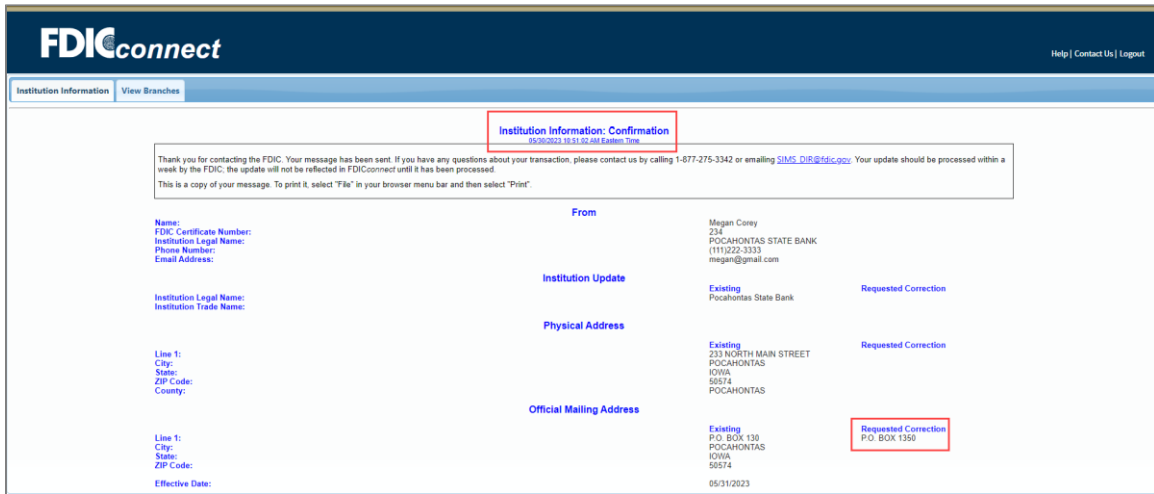 FDICconnect
Help | Contact Us | Logout
Institution Information View Branches
Institution Information: Confirmation
05/30/2023 10:51:02 AM Eastern Time
Thank you for contacting the FDIC. Your message has been sent. If you have any questions about your transaction, please contact us by calling 1-877-275-3342 or emailing SIMS_DIR@fdic.gov. Your update should be processed within a
week by the FDIC; the update will not be reflected in FDICconnect until it has been processed.
This is a copy of your message. To print it, select "File" in your browser menu bar and then select "Print".
From
Name: Megan Corey
FDIC Certificate Number: 234
Institution Legal Name: POCAHONTAS STATE BANK
Phone Number: (111)222-3333
Email Address: megan@gmail.com
Institution Update
Existing Requested Correction
Institution Legal Name: Pocahontas State Bank
Institution Trade Name:
Physical Address
Existing Requested Correction
Line 1: 233 NORTH MAIN STREET
City: POCAHONTAS
State: IOWA
ZIP Code: 50574
County: POCAHONTAS
Official Mailing Address
Existing Requested Correction
Line 1: P.O. BOX 130 P.O. BOX 1350
City: POCAHONTAS
State: IOWA
ZIP Code: 50574
Effective Date: 05/31/2023